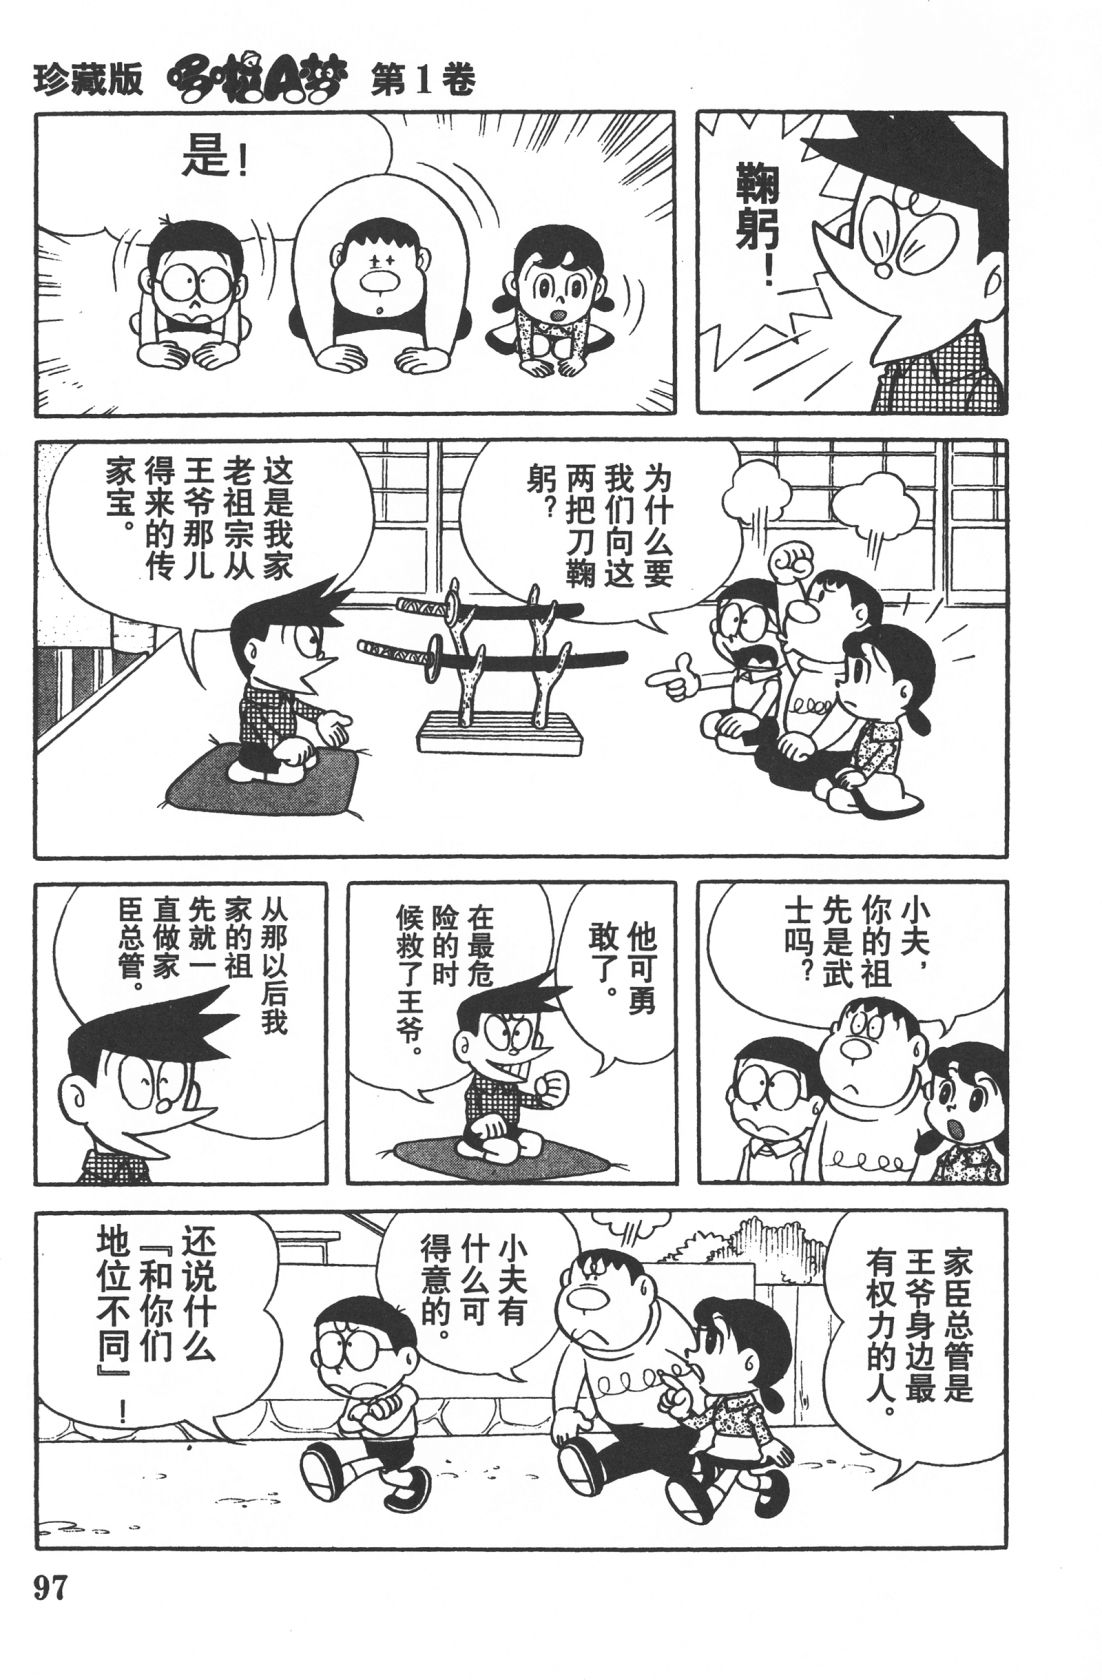 珍藏版 哆啦A梦 第1卷
鞠躬！
是！
为什么要
我们向这
两把刀鞠
躬？
这是我家
老祖宗从
王爷那儿
得来的传
家宝。
小夫，
你的祖
先是武
士吗？
他可勇
敢了。
在最危
险的时
候救了王爷。
从那以后我
家的祖
先就一
直做家
臣总管。
家臣总管是
王爷身边最
有权力的人。
小夫有
什么可
得意的。
还说什么
『和你们
地位不同』！
97